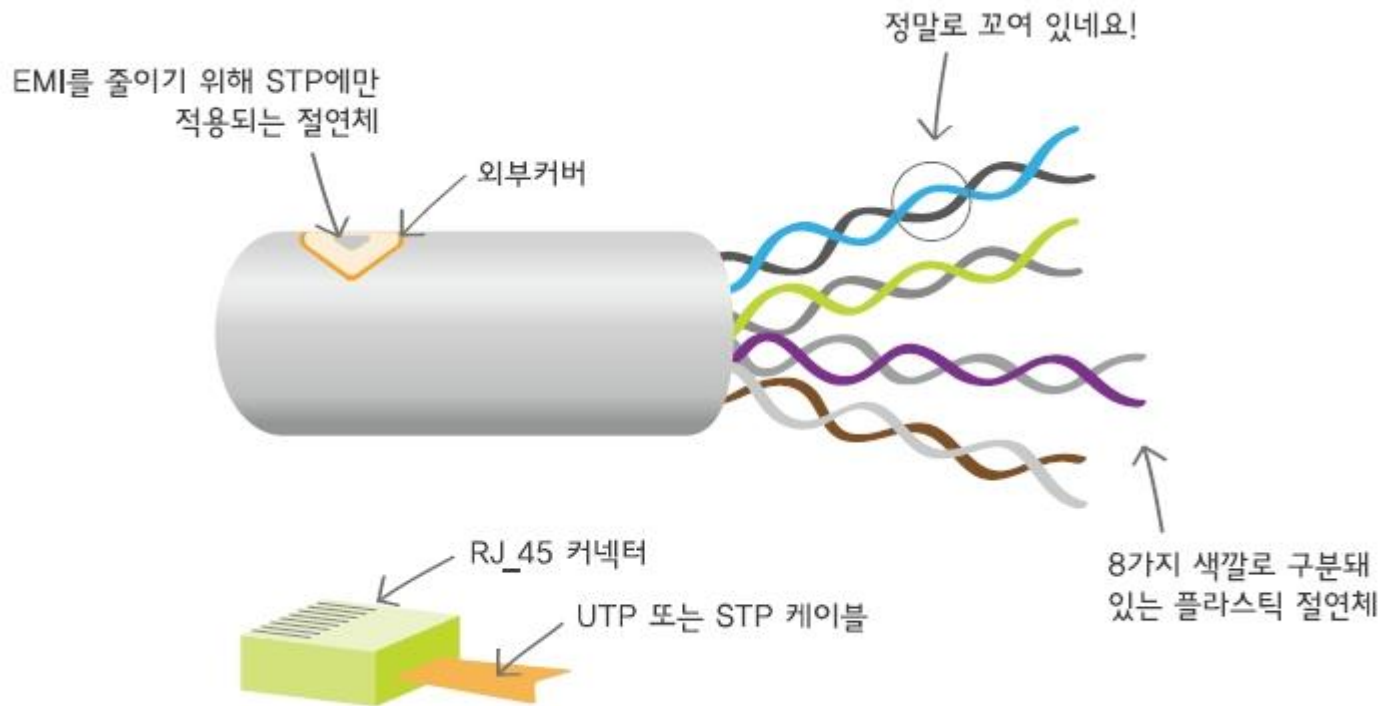 정말로 꼬여 있네요!
EMI를 줄이기 위해 STP에만
적용되는 절연체
외부커버
RJ_45 커넥터
UTP 또는 STP 케이블
8가지 색깔로 구분돼
있는 플라스틱 절연체